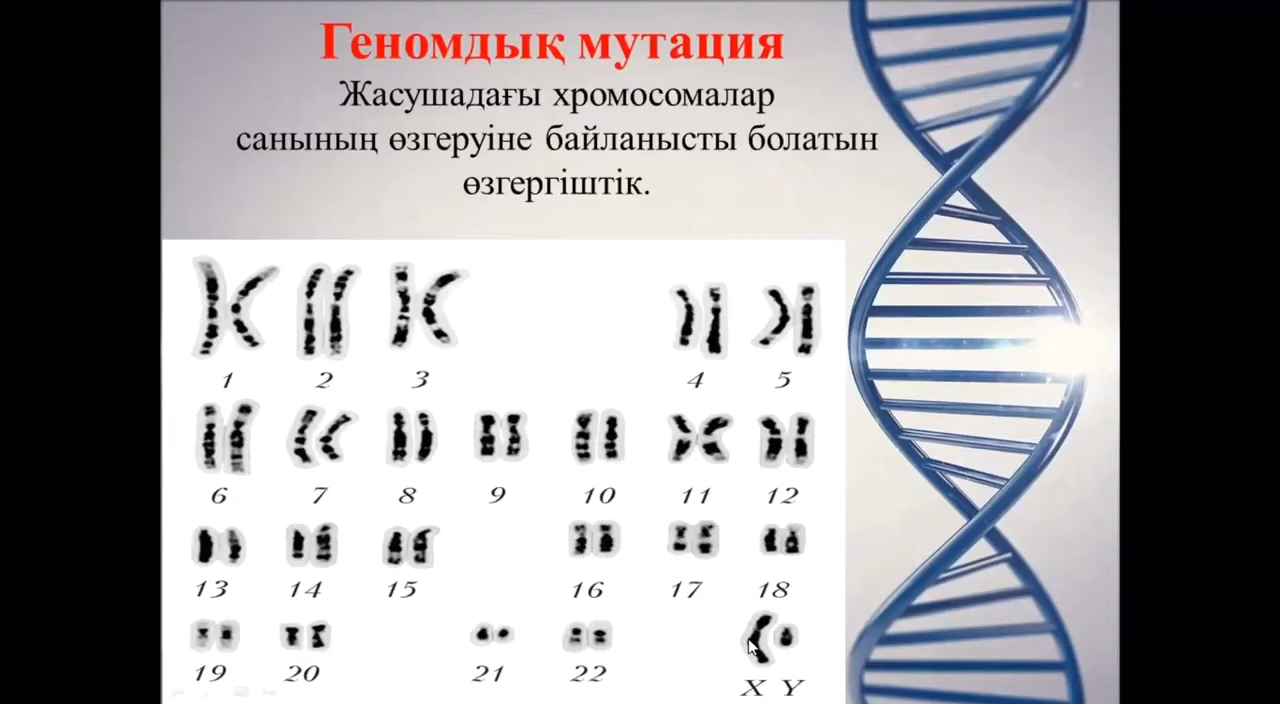 Геномдық мутация
Жасушадағы хромосомалар
санының өзгеруіне байланысты болатын
өзгергіштік.
1 2 3 4 5
6 7 8 9 10 11 12
13 14 15 16 17 18
19 20 21 22 X Y